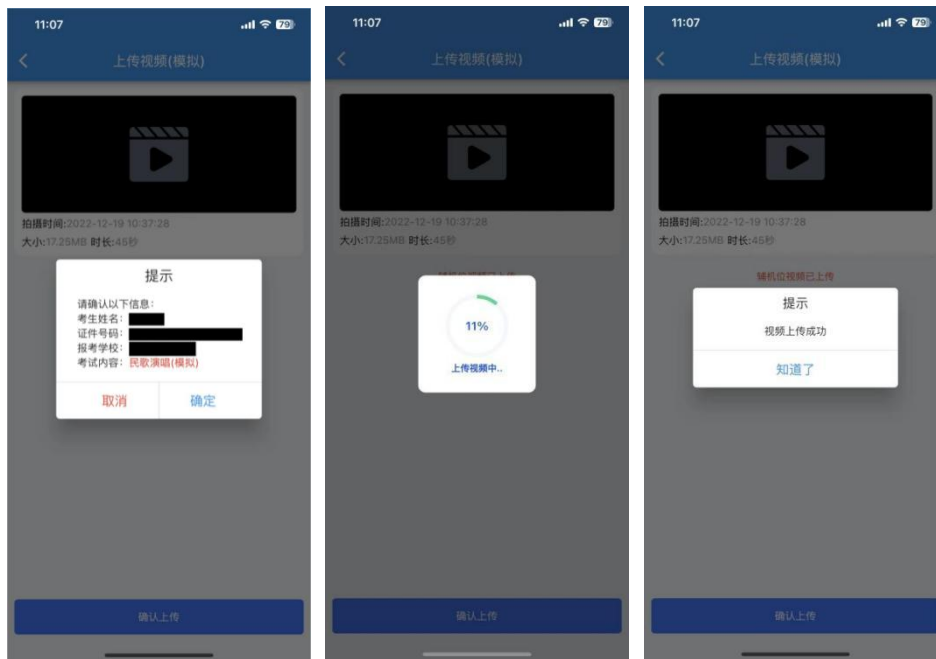 11:07
79
上传视频(模拟)
拍摄时间:2022-12-19 10:37:28
大小:17.25MB 时长:45秒
提示
请确认以下信息:
考生姓名:
证件号码:
报考学校:
考试内容: 民歌演唱(模拟)
取消 确定
确认上传
11:07
79
上传视频(模拟)
拍摄时间:2022-12-19 10:37:28
大小:17.25MB 时长:45秒
11%
上传视频中..
确认上传
11:07
79
上传视频(模拟)
拍摄时间:2022-12-19 10:37:28
大小:17.25MB 时长:45秒
辅机位视频已上传
提示
视频上传成功
知道了
确认上传